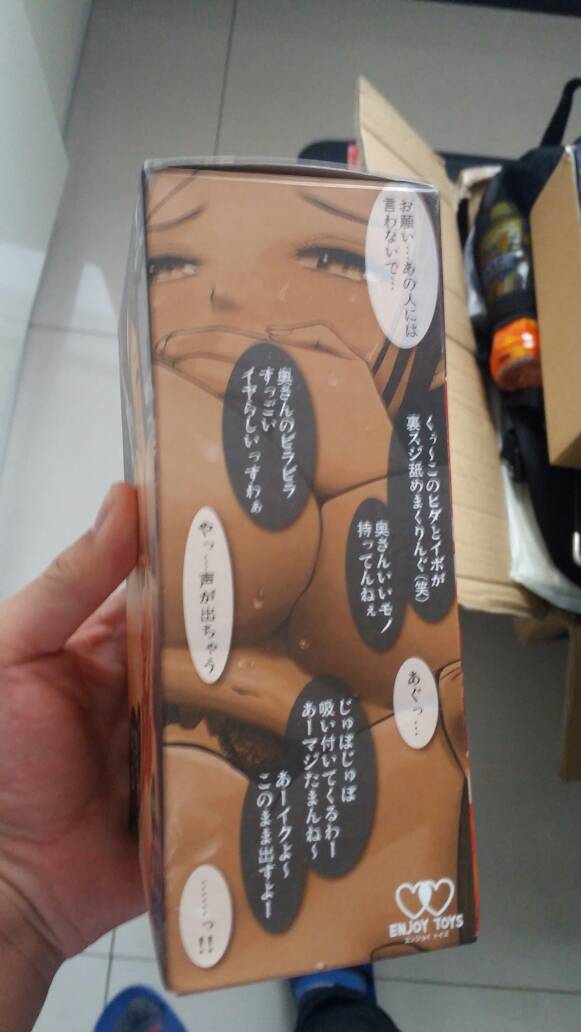 お願い……あの人には
言わないで……
くぅ〜このヒダとイボが
裏スジ舐めまくりんぐ(笑)
奥さんのビラビラ
すっごい
イヤらしいっすわぁ
奥さんいいモノ
持ってんねぇ
やっ……声が出ちゃう
あぐっ……
じゅぽじゅぽ
吸い付いてくるわー
あーマジたまんね〜
あーイクよ〜
このまま出すよー
……っ!!
ENJOY TOYS
エンジョイトイズ